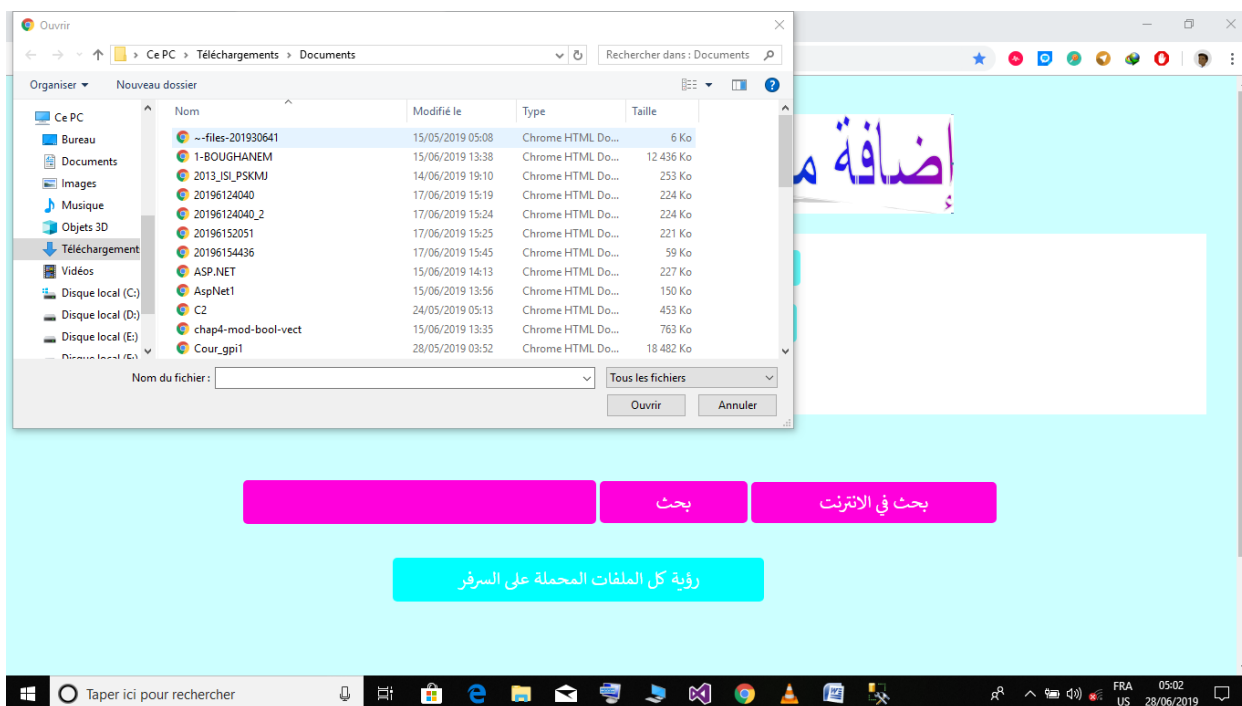 Ouvrir
Ce PC › Téléchargements › Documents
Rechercher dans : Documents
Organiser
Nouveau dossier
Nom Modifié le Type Taille
Ce PC
Bureau
Documents
Images
Musique
Objets 3D
Téléchargement
Vidéos
Disque local (C:)
Disque local (D:)
Disque local (E:)
~-files-201930641 15/05/2019 05:08 Chrome HTML Do... 6 Ko
1-BOUGHANEM 15/06/2019 13:38 Chrome HTML Do... 12 436 Ko
2013_ISI_PSKMJ 14/06/2019 19:10 Chrome HTML Do... 253 Ko
20196124040 17/06/2019 15:19 Chrome HTML Do... 224 Ko
20196124040_2 17/06/2019 15:24 Chrome HTML Do... 224 Ko
20196152051 17/06/2019 15:25 Chrome HTML Do... 221 Ko
20196154436 17/06/2019 15:45 Chrome HTML Do... 59 Ko
ASP.NET 15/06/2019 14:13 Chrome HTML Do... 227 Ko
AspNet1 15/06/2019 13:56 Chrome HTML Do... 150 Ko
C2 24/05/2019 05:13 Chrome HTML Do... 453 Ko
chap4-mod-bool-vect 15/06/2019 13:35 Chrome HTML Do... 763 Ko
Cour_gpi1 28/05/2019 03:52 Chrome HTML Do... 18 482 Ko
Nom du fichier :
Tous les fichiers
Ouvrir
Annuler
إضافة
بحث في الانترنت
بحث
رؤية كل الملفات المحملة على السرفر
Taper ici pour rechercher
FRA 05:02
US 28/06/2019